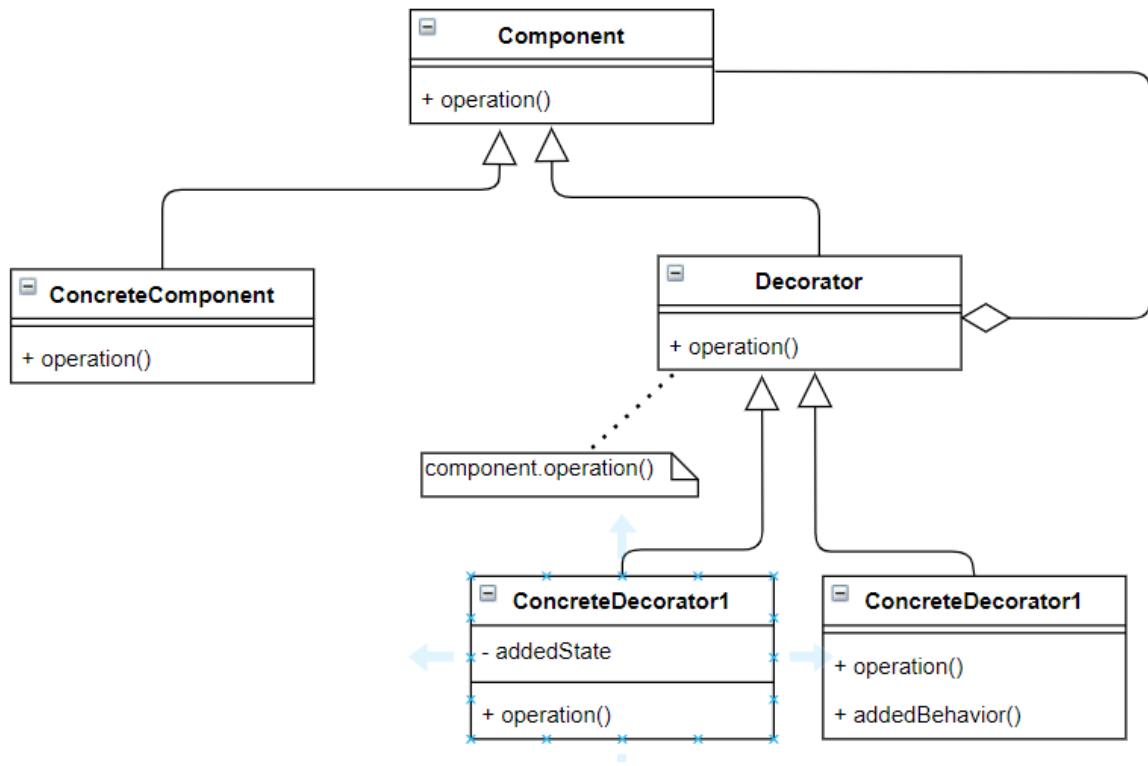 Component
+ operation()
ConcreteComponent
+ operation()
Decorator
+ operation()
component.operation()
ConcreteDecorator1
- addedState
+ operation()
ConcreteDecorator1
+ operation()
+ addedBehavior()